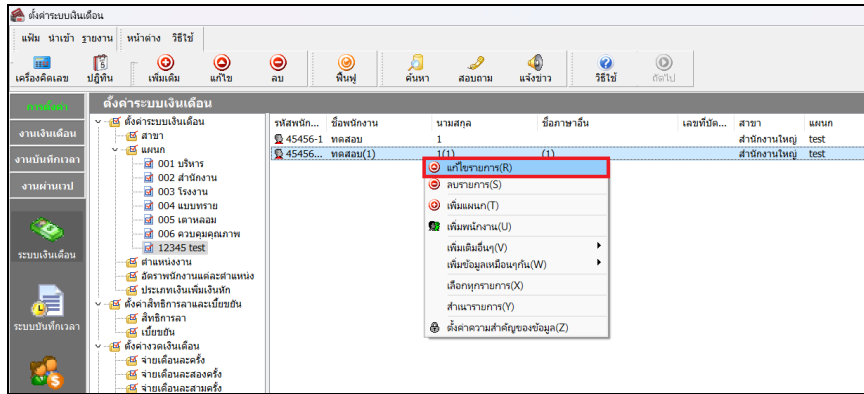 ตั้งค่าระบบเงินเดือน
แฟ้ม นำเข้า รายงาน หน้าต่าง วิธีใช้
เครื่องคิดเลข ปฏิทิน เพิ่มเติม แก้ไข ลบ ฟื้นฟู ค้นหา สอบถาม แจ้งข่าว วิธีใช้ ถัดไป
การตั้งค่า
งานเงินเดือน
งานบันทึกเวลา
งานผ่านเวป
ระบบเงินเดือน
ระบบบันทึกเวลา
ตั้งค่าระบบเงินเดือน
ตั้งค่าระบบเงินเดือน
สาขา
แผนก
001 บริหาร
002 สำนักงาน
003 โรงงาน
004 แบบทราย
005 เตาหลอม
006 ควบคุมคุณภาพ
12345 test
ตำแหน่งงาน
อัตราพนักงานแต่ละตำแหน่ง
ประเภทเงินเพิ่มเงินหัก
ตั้งค่าสิทธิการลาและเบี้ยขยัน
สิทธิการลา
เบี้ยขยัน
ตั้งค่างวดเงินเดือน
จ่ายเดือนละครั้ง
จ่ายเดือนละสองครั้ง
จ่ายเดือนละสามครั้ง
รหัสพนัก... ชื่อพนักงาน นามสกุล ชื่อภาษาอื่น เลขที่บัต... สาขา แผนก
45456-1 ทดสอบ 1 สำนักงานใหญ่ test
45456... ทดสอบ(1) 1(1) (1) สำนักงานใหญ่ test
แก้ไขรายการ(R)
ลบรายการ(S)
เพิ่มแผนก(T)
เพิ่มพนักงาน(U)
เพิ่มเติมอื่นๆ(V)
เพิ่มข้อมูลเหมือนๆกัน(W)
เลือกทุกรายการ(X)
สำเนารายการ(Y)
ตั้งค่าความสำคัญของข้อมูล(Z)